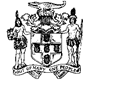 OUT OF MANY, ONE PEOPLE